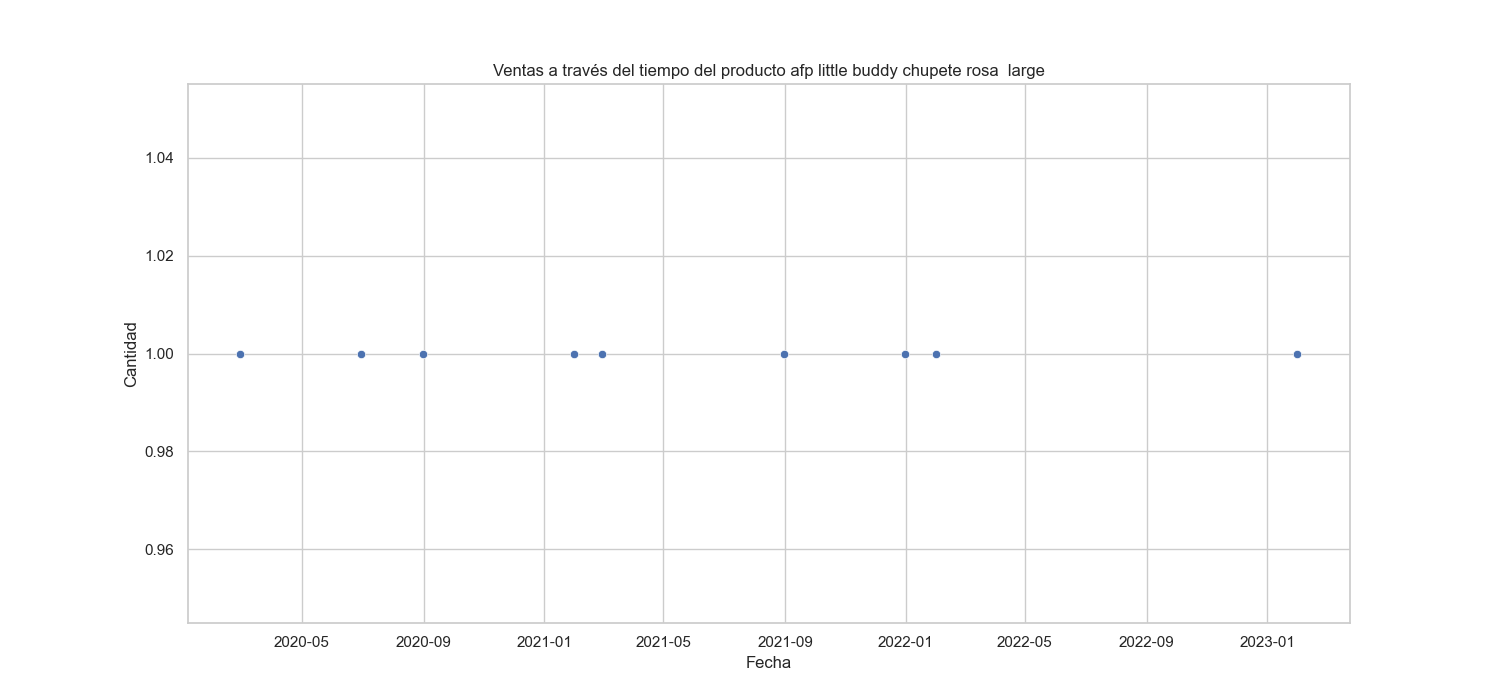 Ventas a través del tiempo del producto afp little buddy chupete rosa  large
1.04
1.02
1.00
0.98
0.96
Cantidad
2020-05 2020-09 2021-01 2021-05 2021-09 2022-01 2022-05 2022-09 2023-01
Fecha